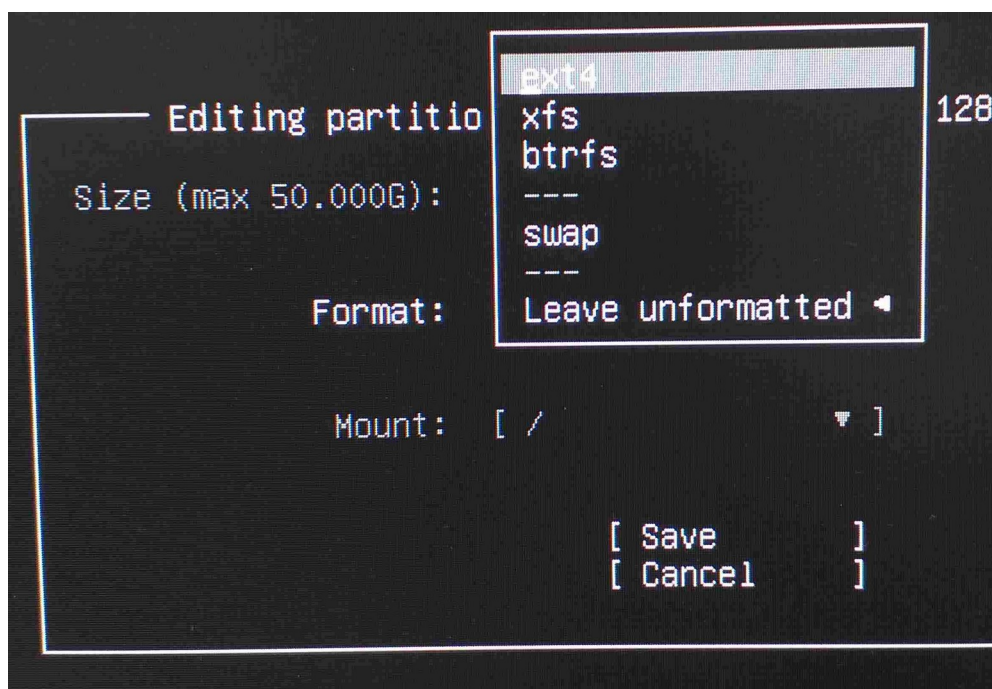 ext4
Editing partitio
xfs
128
btrfs
Size (max 50.000G):
---
swap
---
Format:
Leave unformatted ◄
Mount: [ / ▼ ]
[ Save ]
[ Cancel ]